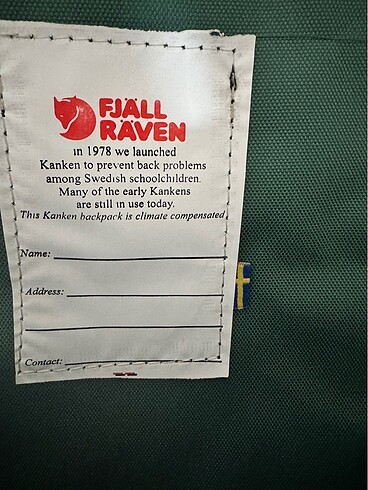 FJÄLL
RÄVEN
in 1978 we launched
Kanken to prevent back problems
among Swedish schoolchildren.
Many of the early Kankens
are still in use today.
This Kanken backpack is climate compensated
Name:
Address:
Contact: